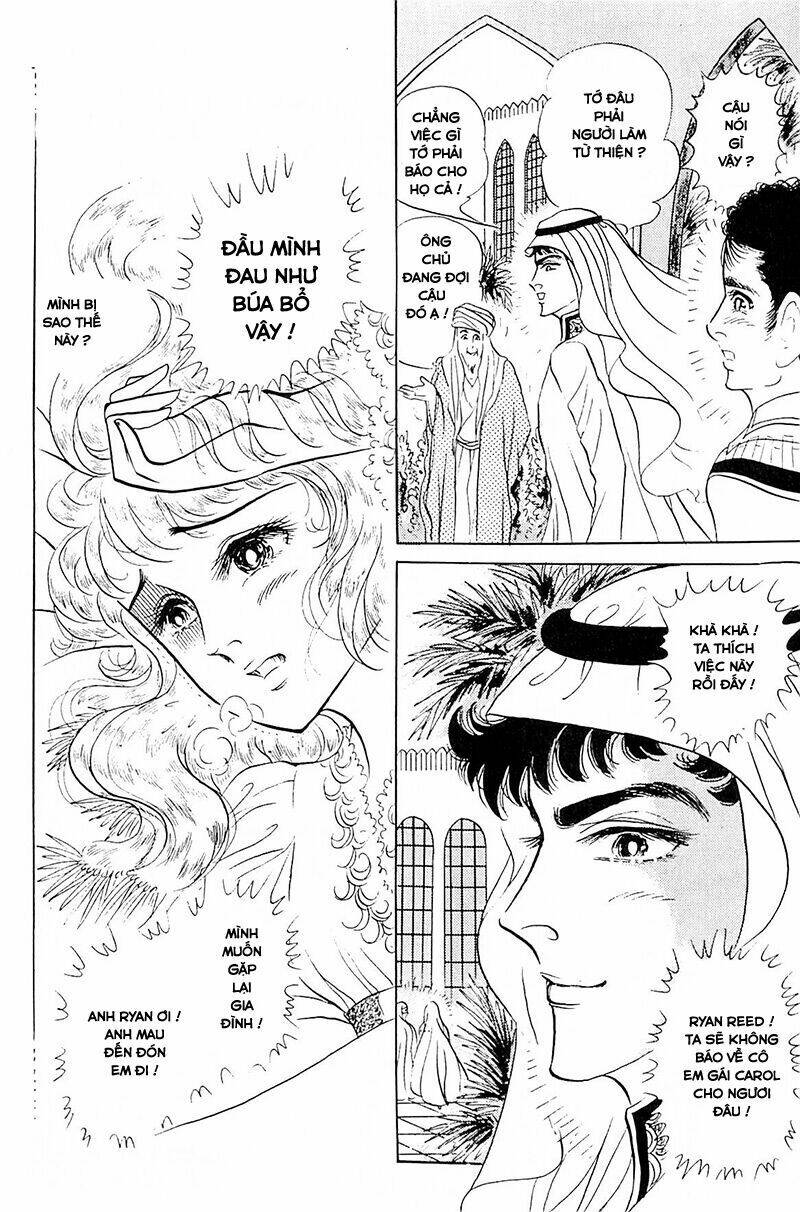 CẬU
NÓI
GÌ
VẬY ?
TỚ ĐÂU
PHẢI
NGƯỜI LÀM
TỪ THIỆN ?
CHẲNG
VIỆC GÌ
TỚ PHẢI
BÁO CHO
HỌ CẢ !
ÔNG
CHỦ
ĐANG ĐỢI
CẬU
ĐÓ Ạ !
KHẢ KHẢ !
TA THÍCH
VIỆC NÀY
RỒI ĐẤY !
RYAN REED !
TA SẼ KHÔNG
BÁO VỀ CÔ
EM GÁI CAROL
CHO NGƯƠI
ĐÂU !
ĐẦU MÌNH
ĐAU NHƯ
BÚA BỔ
VẬY !
MÌNH BỊ
SAO THẾ
NÀY ?
MÌNH
MUỐN
GẶP
LẠI
GIA
ĐÌNH !
ANH RYAN ƠI !
ANH MAU
ĐẾN ĐÓN
EM ĐI !